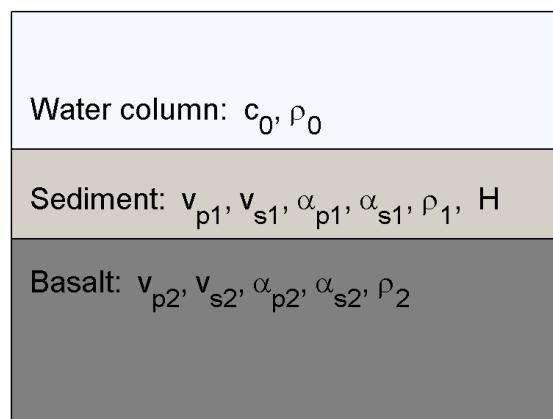 Water column: c₀, ρ₀
Sediment: vₚ₁, vₛ₁, αₚ₁, αₛ₁, ρ₁, H
Basalt: vₚ₂, vₛ₂, αₚ₂, αₛ₂, ρ₂